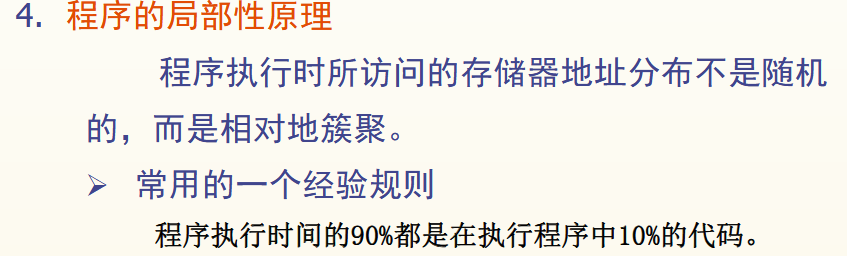 4. 程序的局部性原理
程序执行时所访问的存储器地址分布不是随机
的，而是相对地簇聚。
➢ 常用的一个经验规则
程序执行时间的90%都是在执行程序中10%的代码。